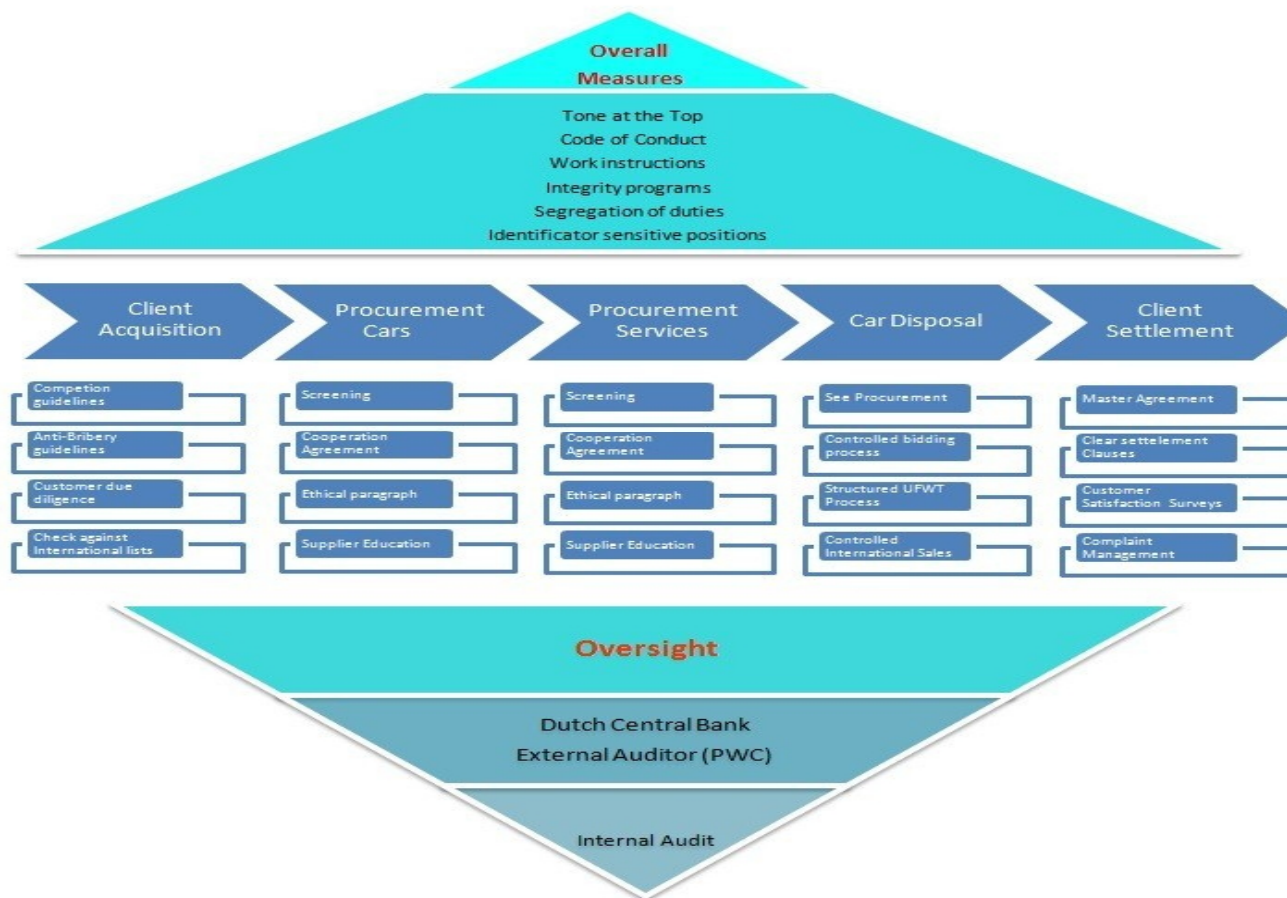 Overall
Measures
Tone at the Top
Code of Conduct
Work instructions
Integrity programs
Segregation of duties
Identificator sensitive positions
Client
Acquisition
Procurement
Cars
Procurement
Services
Car Disposal
Client
Settlement
Competion
guidelines
Anti-Bribery
guidelines
Customer due
diligence
Check against
International lists
Screening
Cooperation
Agreement
Ethical paragraph
Supplier Education
Screening
Cooperation
Agreement
Ethical paragraph
Supplier Education
See Procurement
Controlled bidding
process
Structured UFWT
Process
Controlled
International Sales
Master Agreement
Clear settelement
Clauses
Customer
Satisfaction Surveys
Complaint
Management
Oversight
Dutch Central Bank
External Auditor (PWC)
Internal Audit